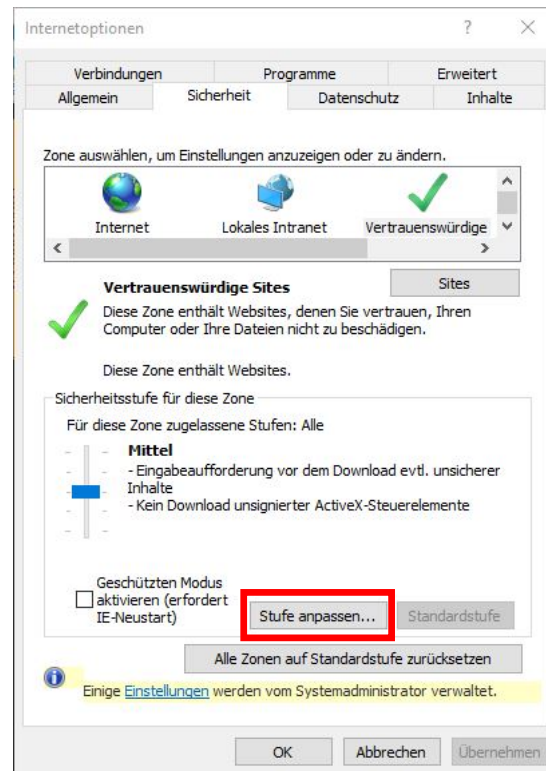 Internetoptionen
Verbindungen Programme Erweitert
Allgemein Sicherheit Datenschutz Inhalte
Zone auswählen, um Einstellungen anzuzeigen oder zu ändern.
Internet Lokales Intranet Vertrauenswürdige
Vertrauenswürdige Sites Sites
Diese Zone enthält Websites, denen Sie vertrauen, Ihren
Computer oder Ihre Dateien nicht zu beschädigen.
Diese Zone enthält Websites.
Sicherheitsstufe für diese Zone
Für diese Zone zugelassene Stufen: Alle
Mittel
- Eingabeaufforderung vor dem Download evtl. unsicherer
Inhalte
- Kein Download unsignierter ActiveX-Steuerelemente
Geschützten Modus
aktivieren (erfordert
IE-Neustart)
Stufe anpassen... Standardstufe
Alle Zonen auf Standardstufe zurücksetzen
Einige Einstellungen werden vom Systemadministrator verwaltet.
OK Abbrechen Übernehmen